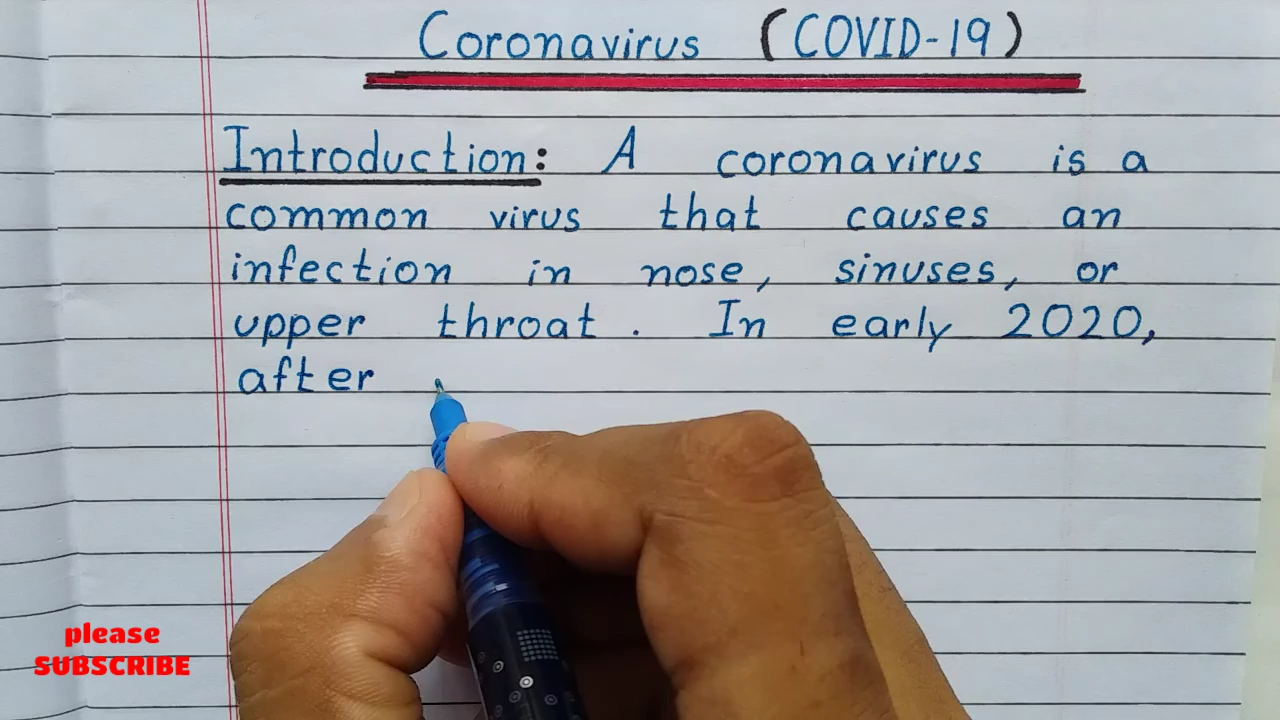 Coronavirus (COVID-19)
Introduction: A coronavirus is a
common virus that causes an
infection in nose, sinuses, or
upper throat. In early 2020,
after
please
SUBSCRIBE